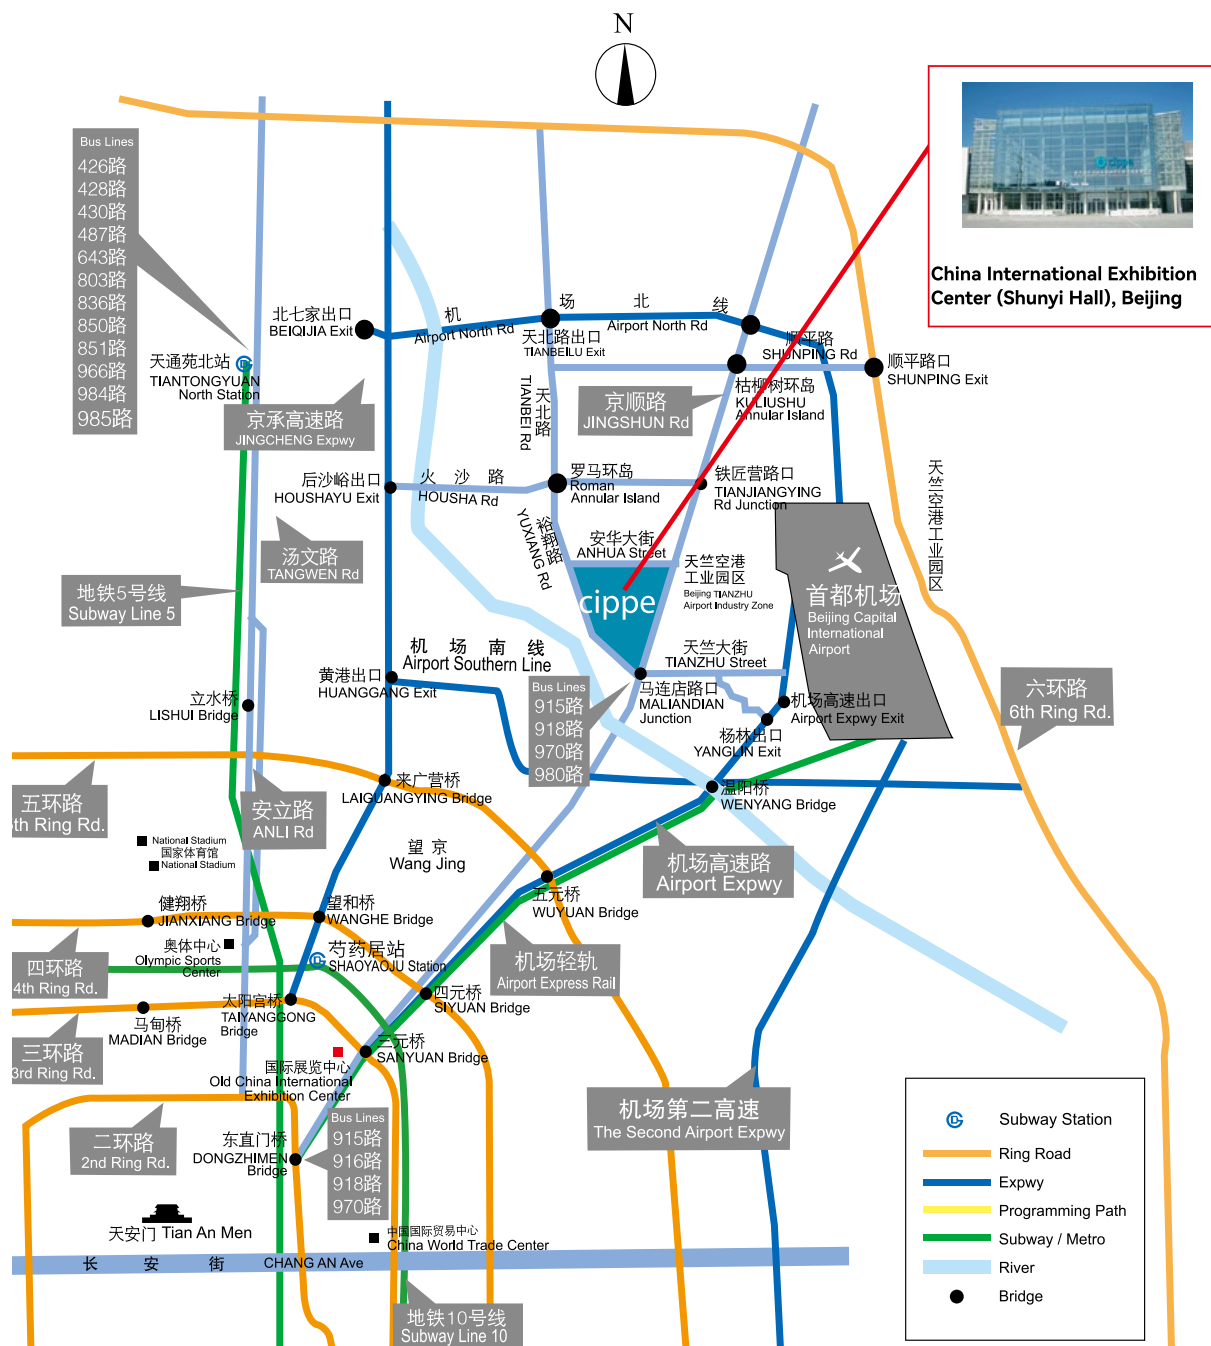 N
Bus Lines
426路
428路
430路
487路
643路
803路
836路
850路
851路
966路
984路
985路
cippe
China International Exhibition
Center (Shunyi Hall), Beijing
北七家出口
BEIQIJIA Exit
机 场 北 线
Airport North Rd
Airport North Rd
天北路出口
TIANBEILU Exit
顺平路
SHUNPING Rd
顺平路口
SHUNPING Exit
天通苑北站
TIANTONGYUAN
North Station
京承高速路
JINGCHENG Expwy
天北路
TIANBEI Rd
京顺路
JINGSHUN Rd
枯柳树环岛
KULIUSHU
Annular Island
后沙峪出口
HOUSHAYU Exit
火 沙 路
HOUSHA Rd
罗马环岛
Roman
Annular Island
铁匠营路口
TIANJIANGYING
Rd Junction
天竺空港工业园区
裕翔路
YUXIANG Rd
安华大街
ANHUA Street
汤文路
TANGWEN Rd
天竺空港
工业园区
Beijing TIANZHU
Airport Industry Zone
地铁5号线
Subway Line 5
cippe
首都机场
Beijing Capital
International
Airport
机 场 南 线
Airport Southern Line
天竺大街
TIANZHU Street
黄港出口
HUANGGANG Exit
Bus Lines
915路
918路
970路
980路
马连店路口
MALIANDIAN
Junction
机场高速出口
Airport Expwy Exit
六环路
6th Ring Rd.
立水桥
LISHUI Bridge
杨林出口
YANGLIN Exit
来广营桥
LAIGUANGYING Bridge
温阳桥
WENYANG Bridge
五环路
5th Ring Rd.
安立路
ANLI Rd
National Stadium
国家体育馆
National Stadium
望 京
Wang Jing
机场高速路
Airport Expwy
健翔桥
JIANXIANG Bridge
望和桥
WANGHE Bridge
五元桥
WUYUAN Bridge
奥体中心
Olympic Sports
Center
芍药居站
SHAOYAOJU Station
四环路
4th Ring Rd.
机场轻轨
Airport Express Rail
太阳宫桥
TAIYANGGONG
Bridge
四元桥
SIYUAN Bridge
马甸桥
MADIAN Bridge
三环路
3rd Ring Rd.
三元桥
SANYUAN Bridge
国际展览中心
Old China International
Exhibition Center
机场第二高速
The Second Airport Expwy
二环路
2nd Ring Rd.
东直门桥
DONGZHIMEN
Bridge
Bus Lines
915路
916路
918路
970路
天安门 Tian An Men
中国国际贸易中心
China World Trade Center
长 安 街 CHANG AN Ave
地铁10号线
Subway Line 10
Subway Station
Ring Road
Expwy
Programming Path
Subway / Metro
River
Bridge